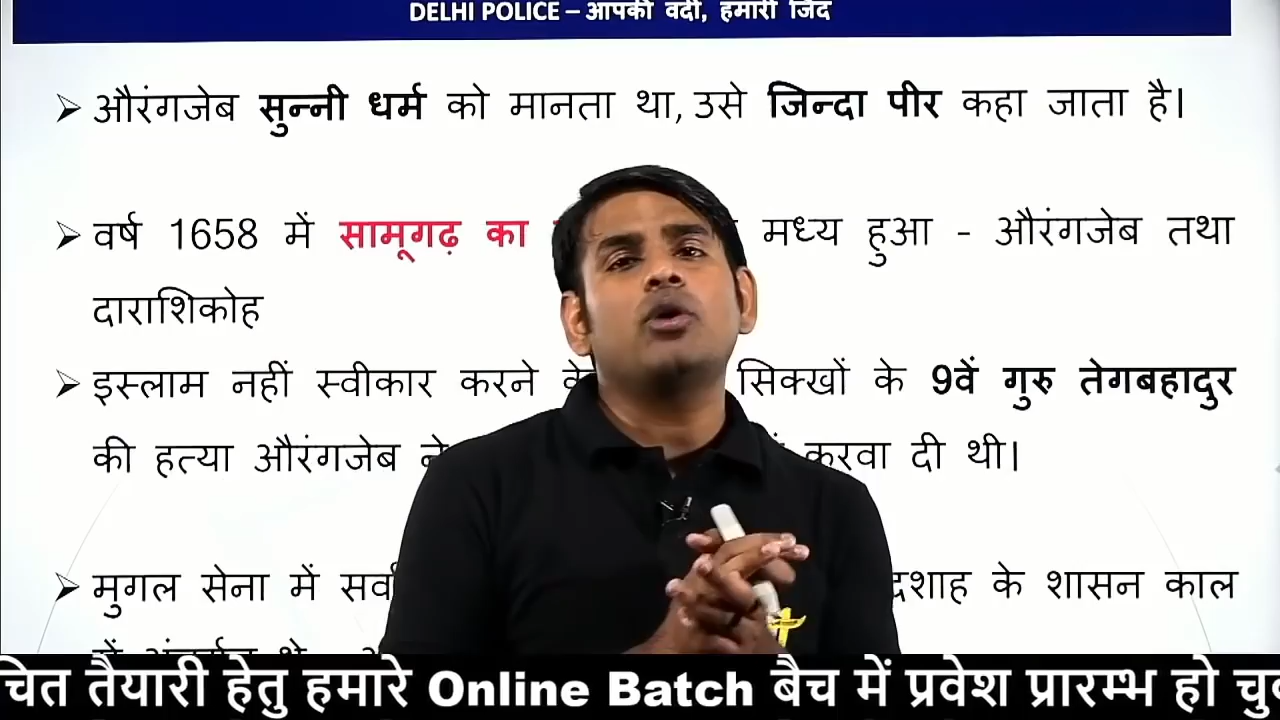 DELHI POLICE – आपकी वर्दी, हमारी जिद
औरंगजेब सुन्नी धर्म को मानता था, उसे जिन्दा पीर कहा जाता है।
वर्ष 1658 में सामूगढ़ का मध्य हुआ - औरंगजेब तथा
दाराशिकोह
इस्लाम नहीं स्वीकार करने सिक्खों के 9वें गुरु तेगबहादुर
की हत्या औरंगजेब ने करवा दी थी।
मुगल सेना में के शासन काल
तैयारी हेतु हमारे Online Batch बैच में प्रवेश प्रारम्भ हो